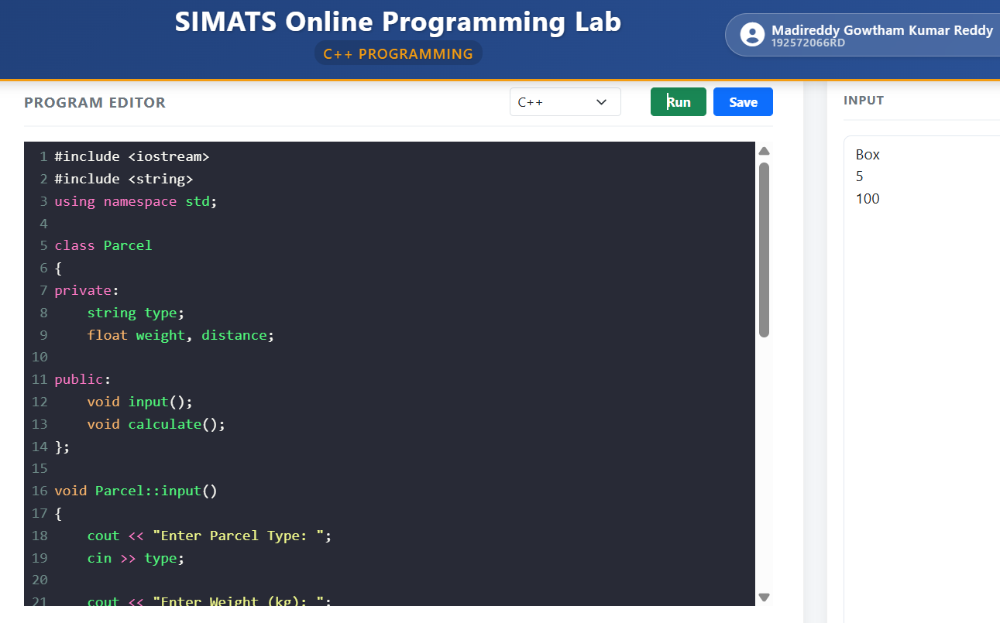 SIMATS Online Programming Lab
C++ PROGRAMMING
Madireddy Gowtham Kumar Reddy
192572066RD
PROGRAM EDITOR
C++
Run
Save
1 #include <iostream>
2 #include <string>
3 using namespace std;
4
5 class Parcel
6 {
7 private:
8     string type;
9     float weight, distance;
10
11 public:
12     void input();
13     void calculate();
14 };
15
16 void Parcel::input()
17 {
18     cout << "Enter Parcel Type: ";
19     cin >> type;
20
21     cout << "Enter Weight (kg): ";
INPUT
Box
5
100